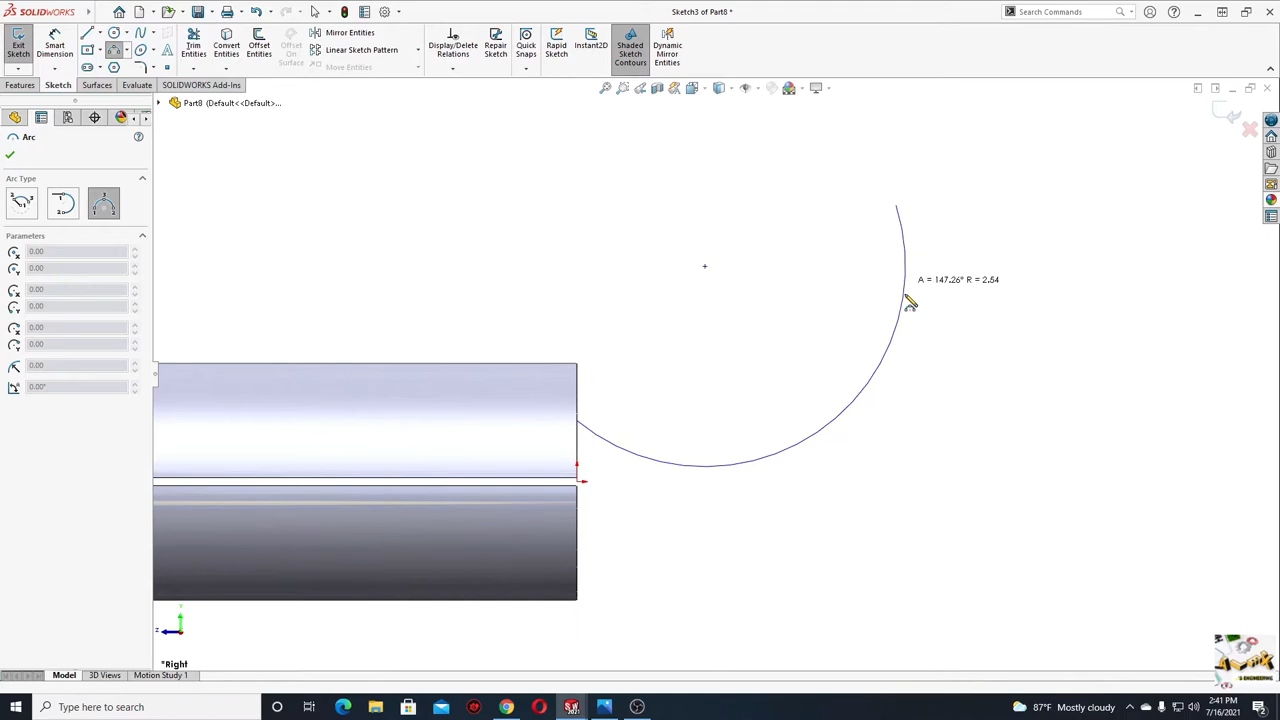 SOLIDWORKS
Sketch3 of Part8 *
Search Commands
Exit Sketch
Smart Dimension
Trim Entities
Convert Entities
Offset Entities
Offset On Surface
Mirror Entities
Linear Sketch Pattern
Move Entities
Display/Delete Relations
Repair Sketch
Quick Snaps
Rapid Sketch
Instant2D
Shaded Sketch Contours
Dynamic Mirror Entities
Features
Sketch
Surfaces
Evaluate
SOLIDWORKS Add-Ins
Part8 (Default<<Default>...
Arc
Arc Type
Parameters
0.00
0.00
0.00
0.00
0.00
0.00
0.00
0.00°
A = 147.26° R = 2.54
Y
Z
*Right
Model
3D Views
Motion Study 1
Type here to search
87°F Mostly cloudy
2:41 PM
7/16/2021